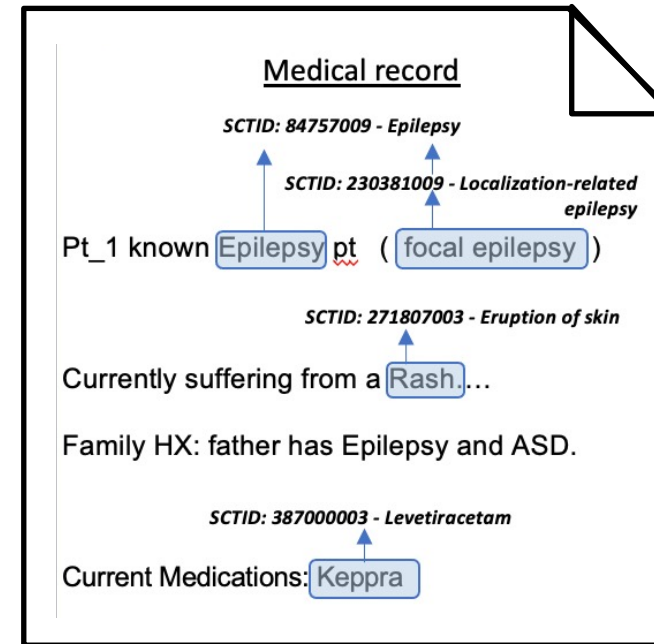 Medical record
SCTID: 84757009 - Epilepsy
SCTID: 230381009 - Localization-related
epilepsy
Pt_1 known Epilepsy pt ( focal epilepsy )
SCTID: 271807003 - Eruption of skin
Currently suffering from a Rash....
Family HX: father has Epilepsy and ASD.
SCTID: 387000003 - Levetiracetam
Current Medications: Keppra